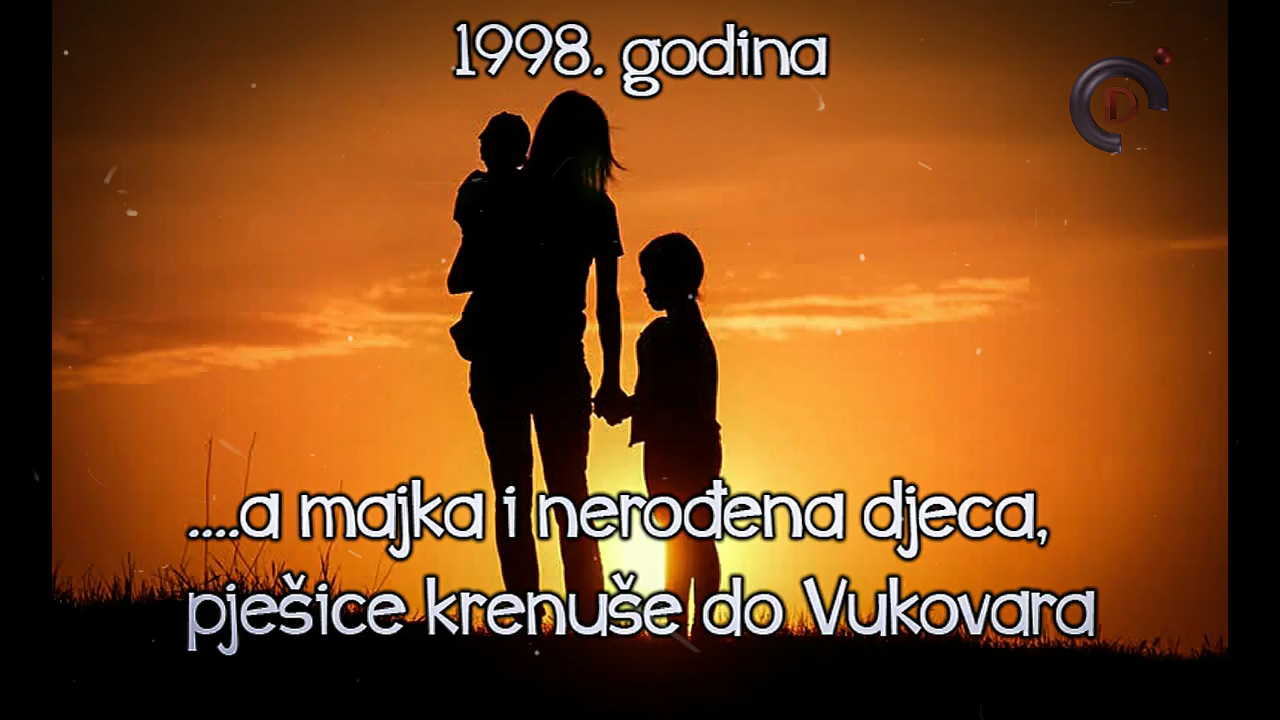 1998. godina
D
....a majka i nerođena djeca,
pješice krenuše do Vukovara